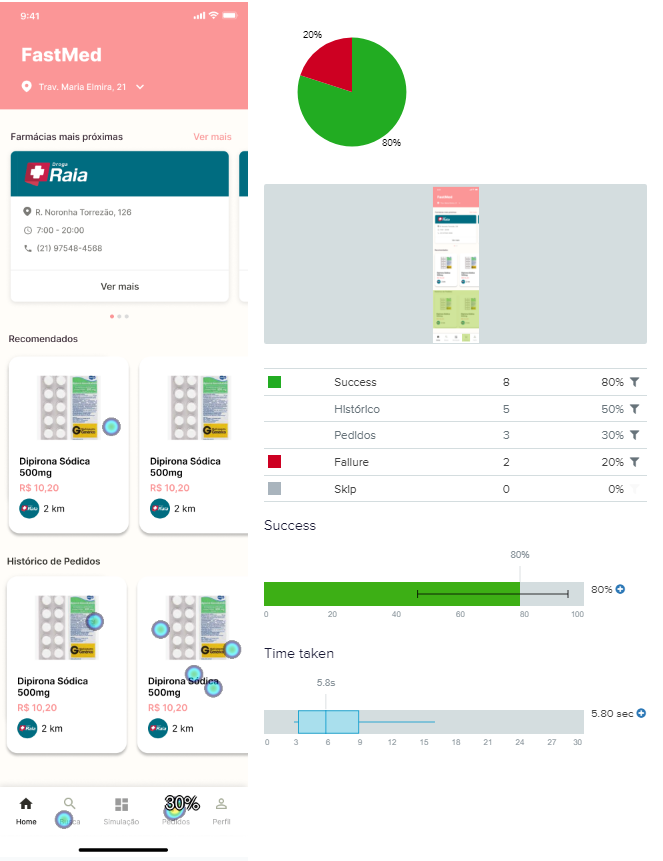 9:41
FastMed
Trav. Maria Elmira, 21
Farmácias mais próximas Ver mais
Droga
Raia
R. Noronha Torrezão, 126
7:00 - 20:00
(21) 97548-4568
Ver mais
Recomendados
Dipirona Sódica
500mg
R$ 10,20
Raia 2 km
Dipirona Sódica
500mg
R$ 10,20
Raia 2 km
Histórico de Pedidos
Dipirona Sódica
500mg
R$ 10,20
Raia 2 km
Dipirona Sódica
500mg
R$ 10,20
Raia 2 km
30%
Home
Simulação
Pedidos
Perfil
20%
80%
Success 8 80%
Histórico 5 50%
Pedidos 3 30%
Failure 2 20%
Skip 0 0%
Success
80%
80%
0 20 40 60 80 100
Time taken
5.8s
5.80 sec
0 3 6 9 12 15 18 21 24 27 30